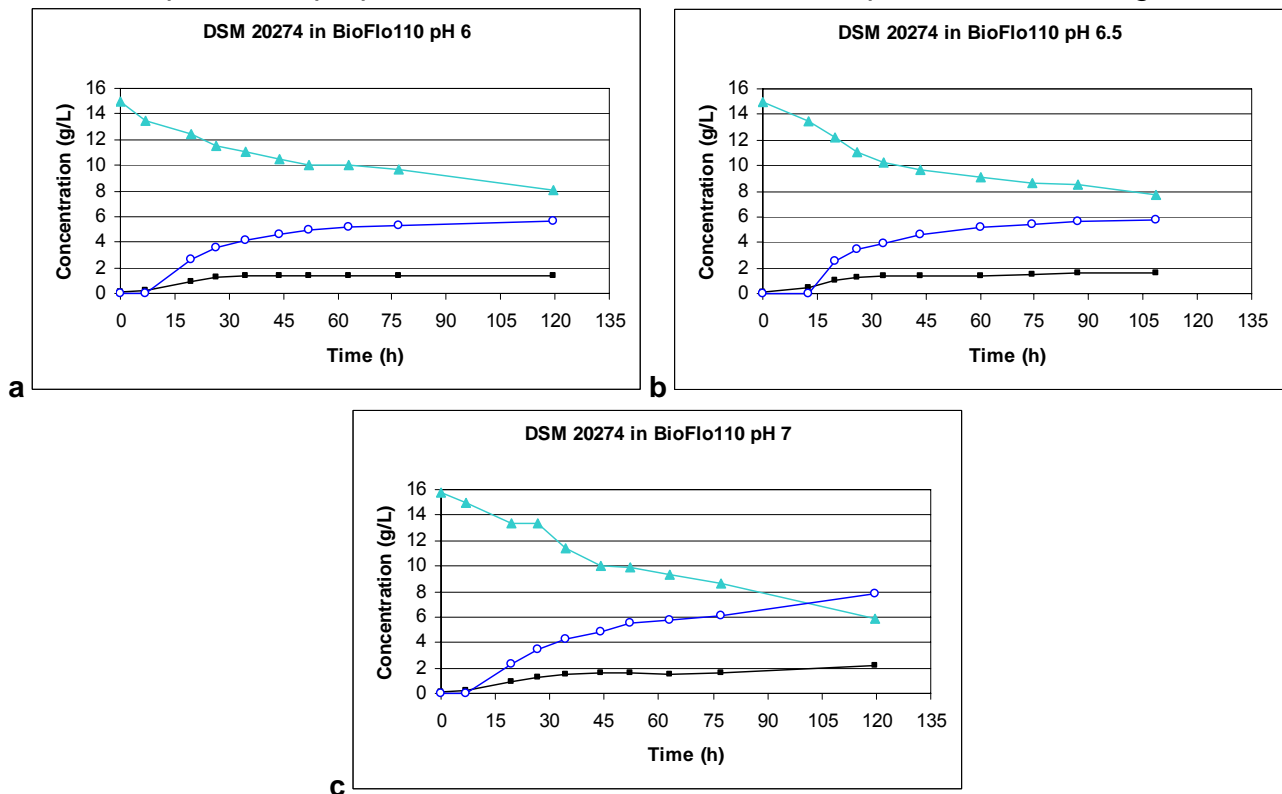 DSM 20274 in BioFlo110 pH 6
Concentration (g/L)
16
14
12
10
8
6
4
2
0
0 15 30 45 60 75 90 105 120 135
Time (h)
a
DSM 20274 in BioFlo110 pH 6.5
Concentration (g/L)
16
14
12
10
8
6
4
2
0
0 15 30 45 60 75 90 105 120 135
Time (h)
b
DSM 20274 in BioFlo110 pH 7
Concentration (g/L)
16
14
12
10
8
6
4
2
0
0 15 30 45 60 75 90 105 120 135
Time (h)
c